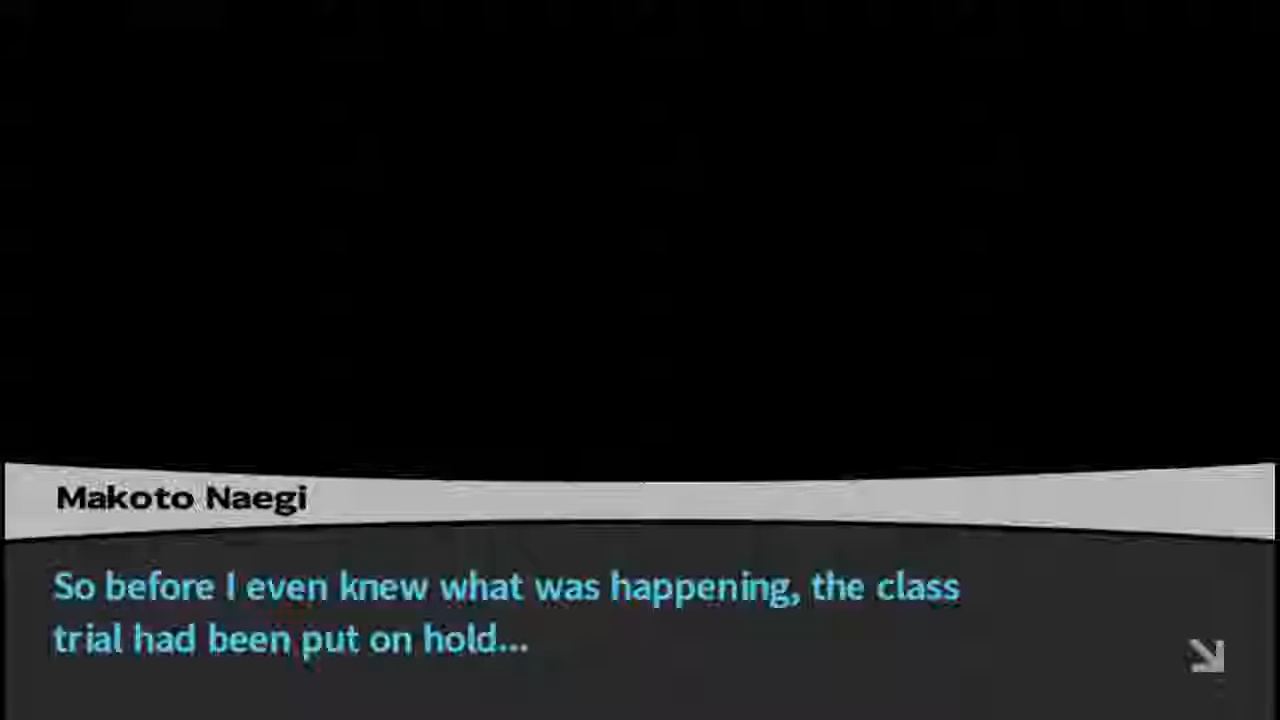 Makoto Naegi
So before I even knew what was happening, the class
trial had been put on hold...